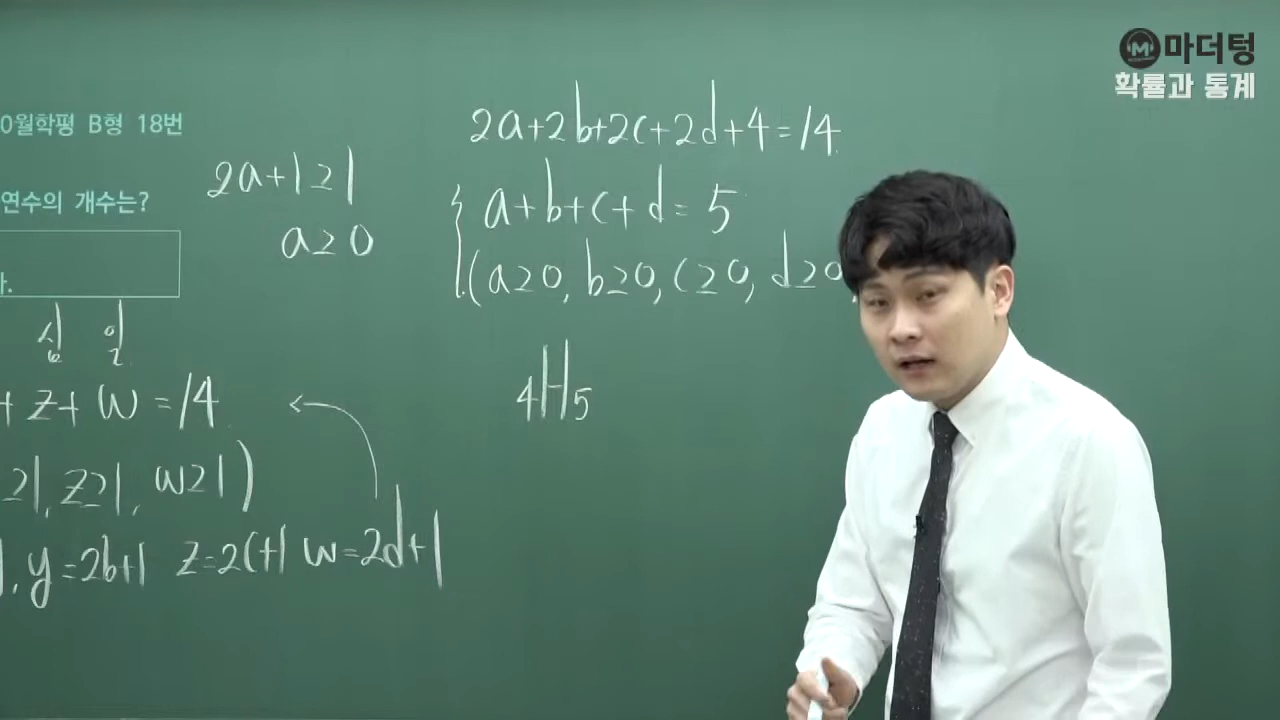 마더텅
확률과 통계
0월학평 B형 18번
연수의 개수는?
다.
2a+1≥1
a≥0
2a+2b+2c+2d+4=14
a+b+c+d=5
(a≥0, b≥0, c≥0, d≥0
₄H₅
십 일
+ z + w = 14
≥1, z≥1, w≥1)
, y=2b+1 z=2c+1 w=2d+1